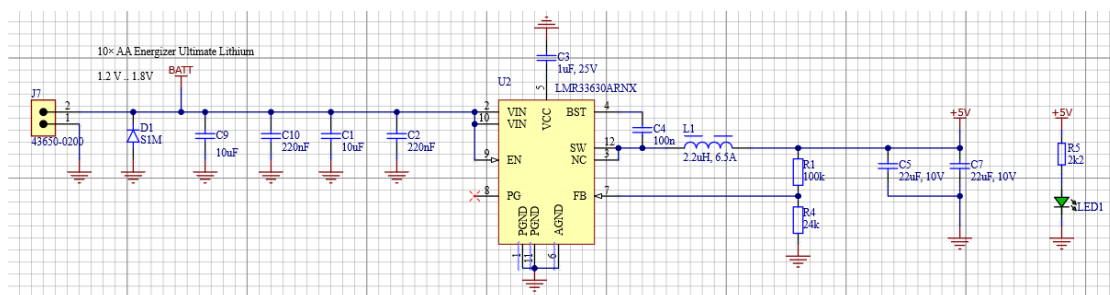 10× AA Energizer Ultimate Lithium
1.2 V .. 1.8V
BATT
J7
2
1
43650-0200
D1
S1M
C9
10uF
C10
220nF
C1
10uF
C2
220nF
C3
1uF, 25V
U2
LMR33630ARNX
5
VCC
2
VIN
10
VIN
9
EN
8
PG
BST
4
SW
12
NC
3
FB
7
PGND
PGND
AGND
1
11
6
C4
100n
L1
2.2uH, 6.5A
R1
100k
R4
24k
C5
22uF, 10V
C7
22uF, 10V
+5V
+5V
R5
2k2
LED1